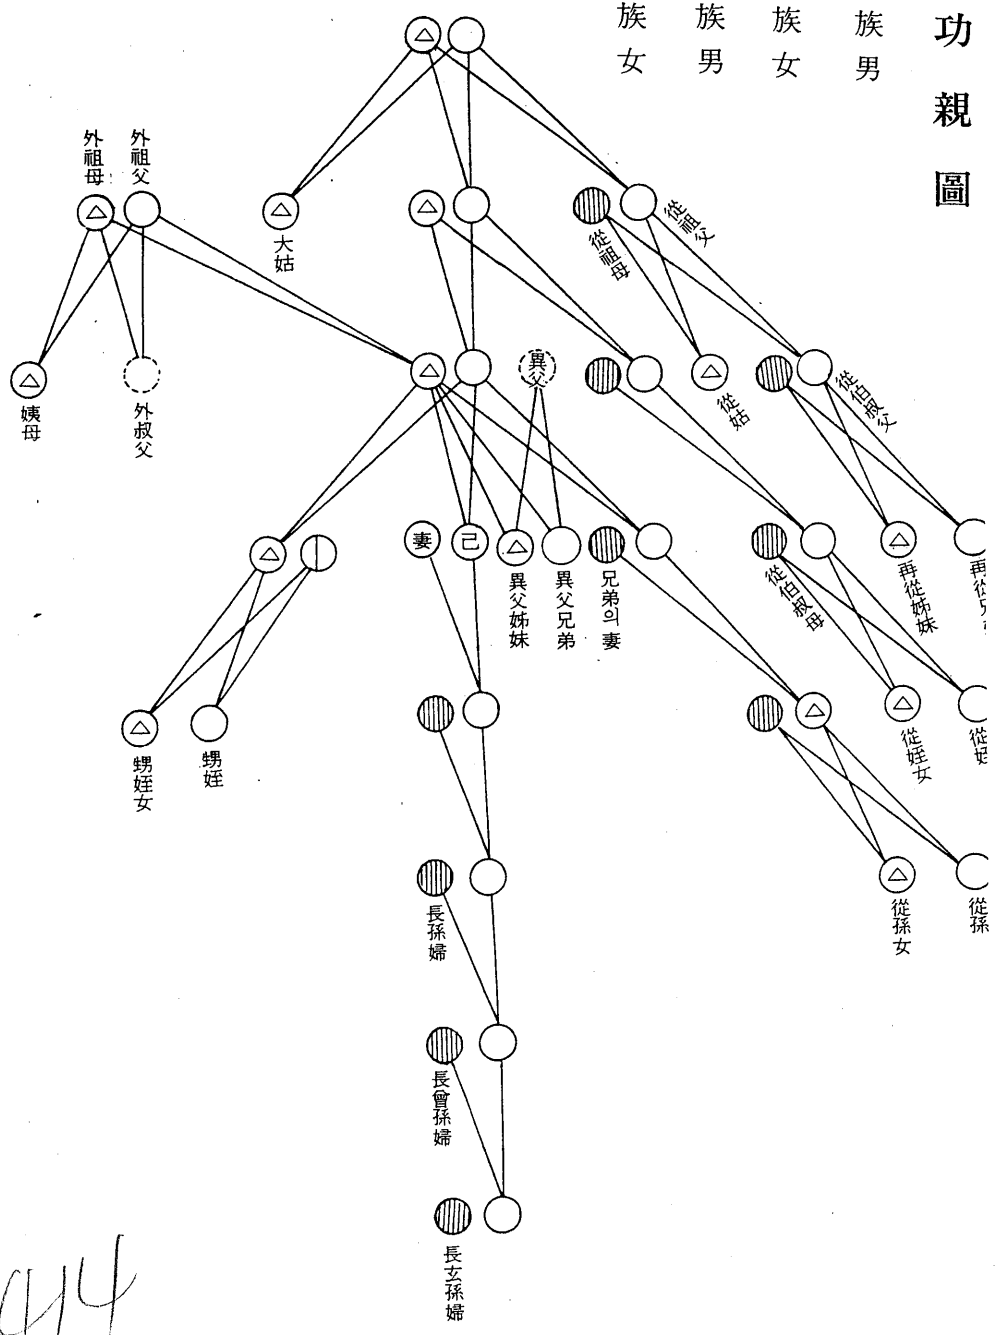 功親圖
族男
族女
族男
族女
外祖父
外祖母
大姑
從祖父
從祖母
姨母
外叔父
異父
從姑
從伯叔父
妻
己
異父姊妹
異父兄弟
兄弟의 妻
從伯叔母
再從姊妹
甥姪女
甥姪
從姪女
長孫婦
從孫女
從孫
長曾孫婦
長玄孫婦